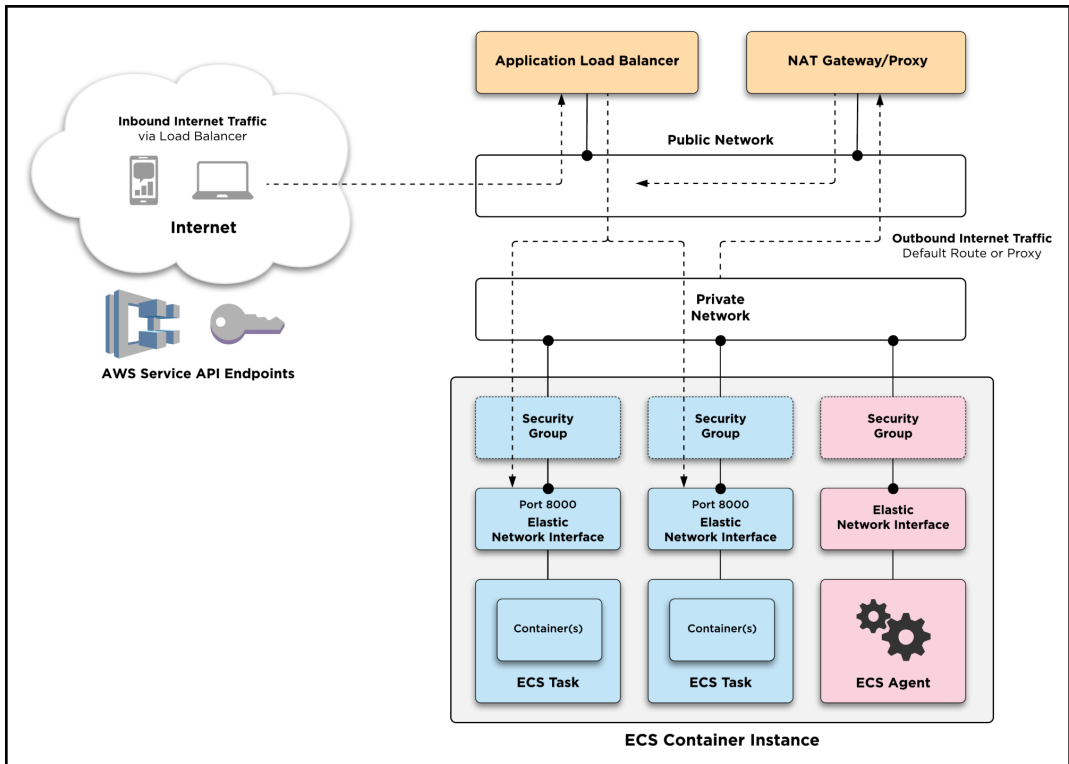 Application Load Balancer
NAT Gateway/Proxy
Inbound Internet Traffic
via Load Balancer
Internet
Public Network
Outbound Internet Traffic
Default Route or Proxy
Private
Network
AWS Service API Endpoints
Security
Group
Security
Group
Security
Group
Port 8000
Elastic
Network Interface
Port 8000
Elastic
Network Interface
Elastic
Network Interface
Container(s)
ECS Task
Container(s)
ECS Task
ECS Agent
ECS Container Instance